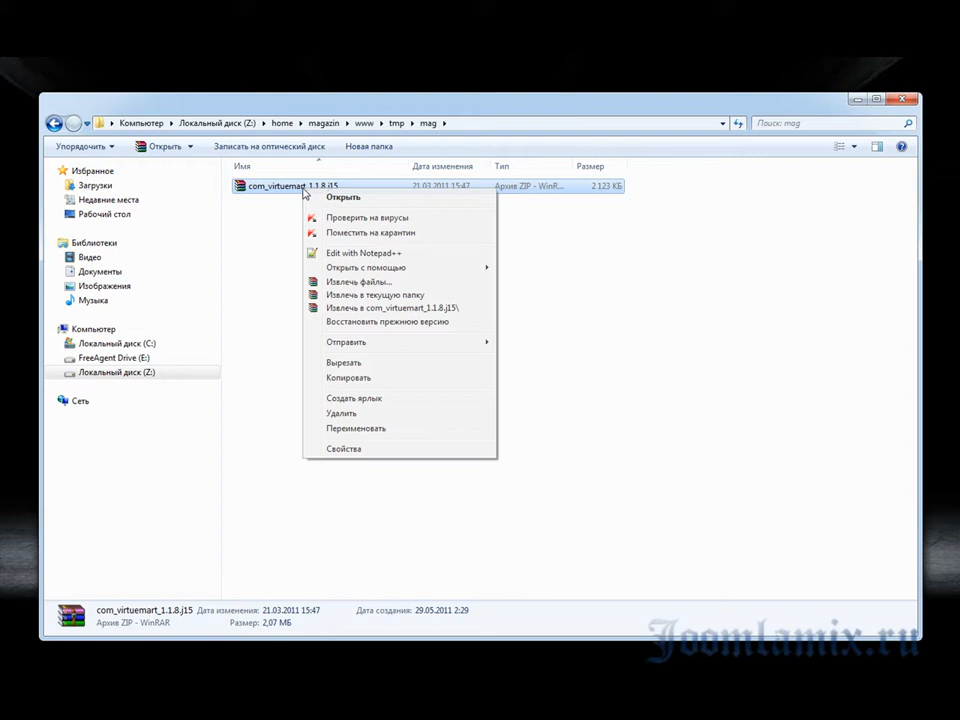 Компьютер ▸ Локальный диск (Z:) ▸ home ▸ magazin ▸ www ▸ tmp ▸ mag ▸
Поиск: mag
Упорядочить Открыть Записать на оптический диск Новая папка
Имя Дата изменения Тип Размер
com_virtuemart_1.1.8.j15 21.03.2011 15:47 Архив ZIP - WinR... 2 123 КБ
Избранное
Загрузки
Недавние места
Рабочий стол
Библиотеки
Видео
Документы
Изображения
Музыка
Компьютер
Локальный диск (C:)
FreeAgent Drive (E:)
Локальный диск (Z:)
Сеть
Открыть
Проверить на вирусы
Поместить на карантин
Edit with Notepad++
Открыть с помощью
Извлечь файлы...
Извлечь в текущую папку
Извлечь в com_virtuemart_1.1.8.j15\
Восстановить прежнюю версию
Отправить
Вырезать
Копировать
Создать ярлык
Удалить
Переименовать
Свойства
com_virtuemart_1.1.8.j15 Дата изменения: 21.03.2011 15:47 Дата создания: 29.05.2011 2:29
Архив ZIP - WinRAR Размер: 2,07 МБ
Joomlamix.ru